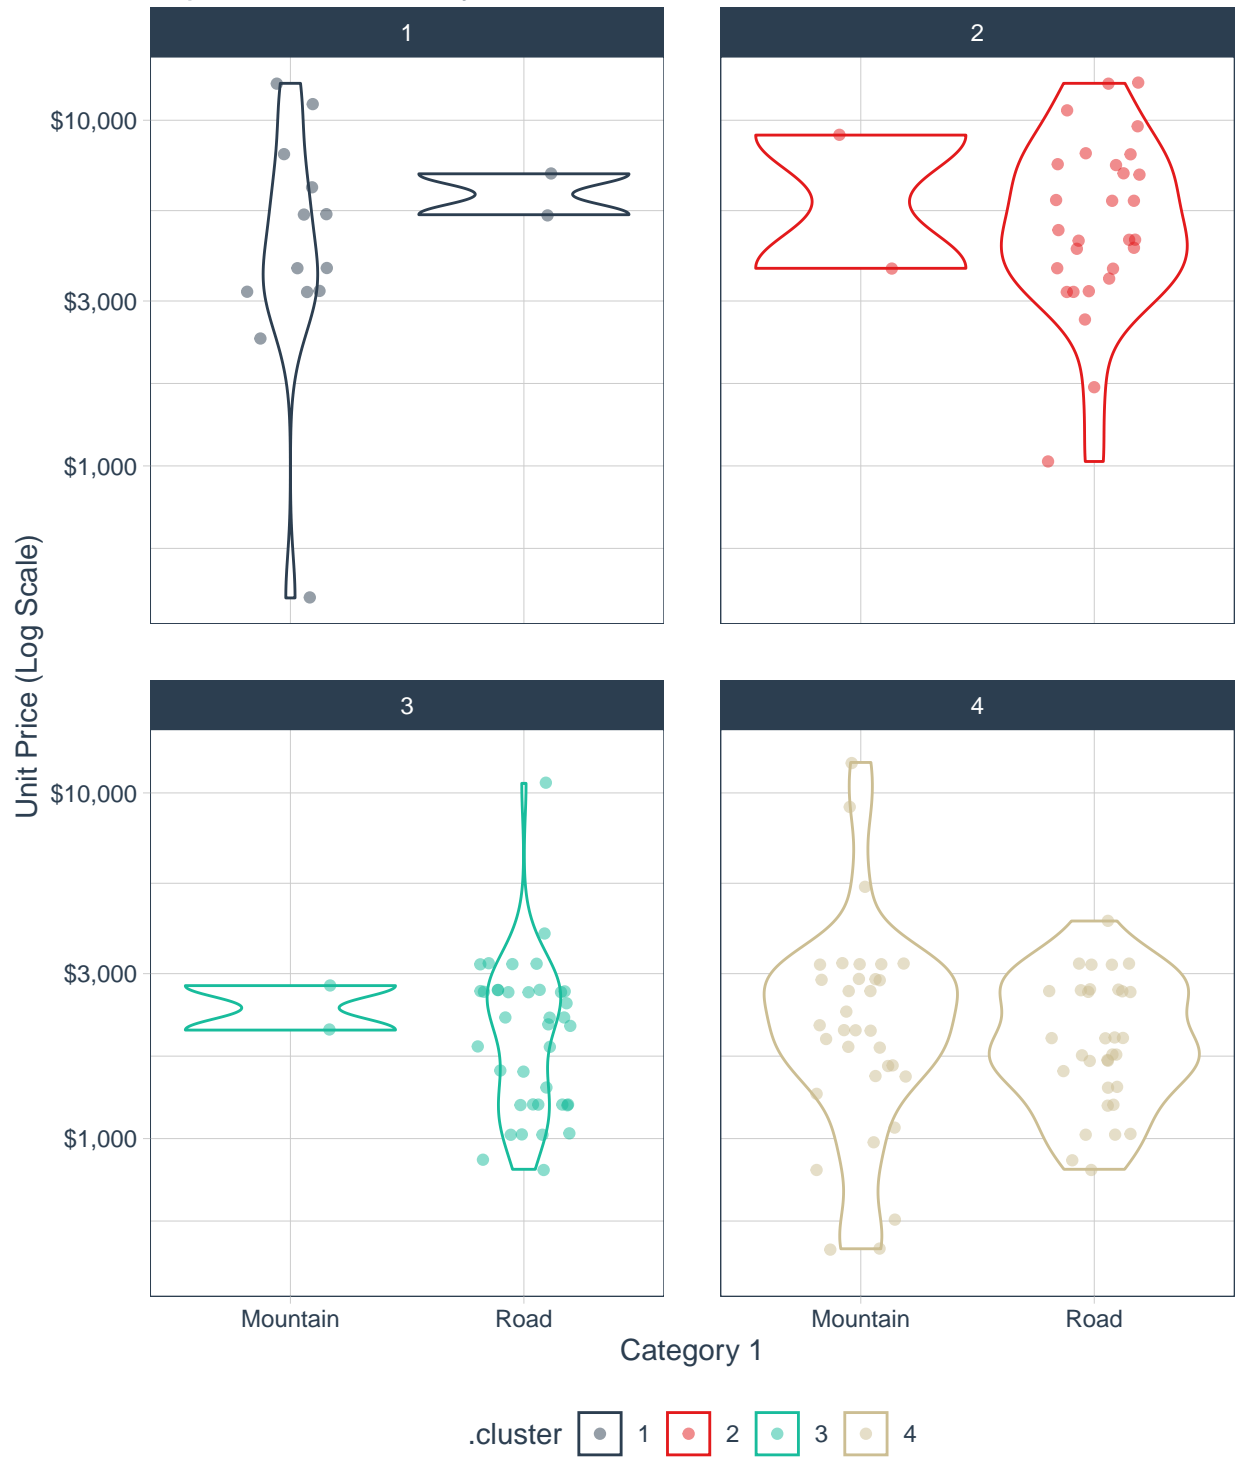 1
2
$10,000
$3,000
$1,000
Unit Price (Log Scale)
3
4
$10,000
$3,000
$1,000
Mountain
Road
Mountain
Road
Category 1
.cluster
1
2
3
4